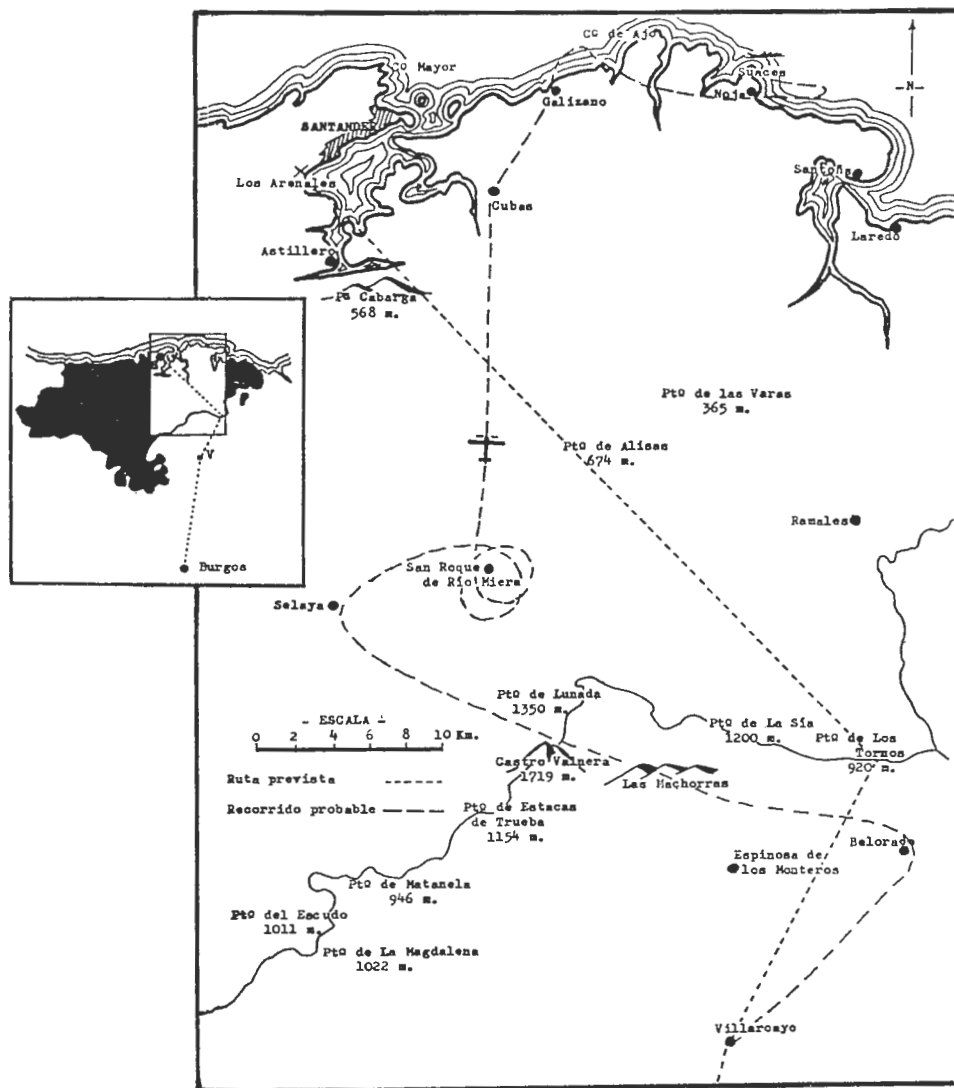 Cº de Ajo
Cº Mayor
Suaces
Noja
N
Galizano
SANTANDER
Santoña
Los Arenales
Cubas
Laredo
Astillero
Pª Cabarga
568 m.
Ptº de las Varas
365 m.
Ptº de Alisas
674 m.
V
Ramales
Burgos
San Roque
de Río Miera
Selaya
Ptº de Lunada
1350 m.
- ESCALA -
0 2 4 6 8 10 Km.
Ptº de La Sía
1200 m.
Ptº de Los
Tornos
920 m.
Castro Valnera
1719 m.
Las Machorras
Ruta prevista
Recorrido probable
Ptº de Estacas
de Trueba
1154 m.
Belorado
Espinosa de
los Monteros
Ptº de Matanela
946 m.
Ptº del Escudo
1011 m.
Ptº de La Magdalena
1022 m.
Villarcayo